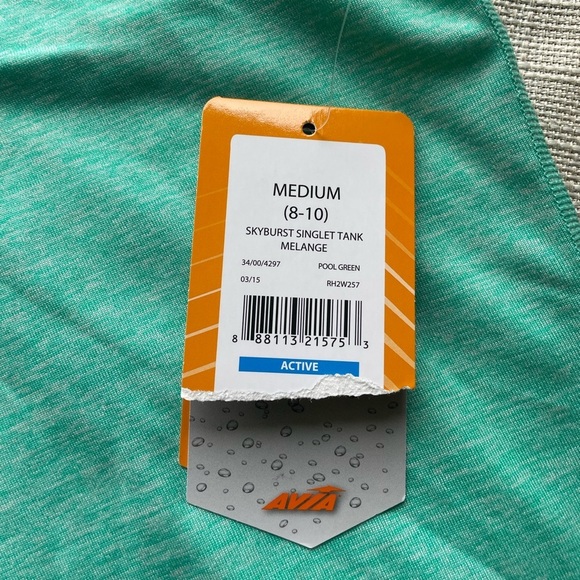 MEDIUM
(8-10)
SKYBURST SINGLET TANK
MELANGE
34/00/4297 POOL GREEN
03/15 RH2W257
8 88113 21575 3
ACTIVE
AVIA